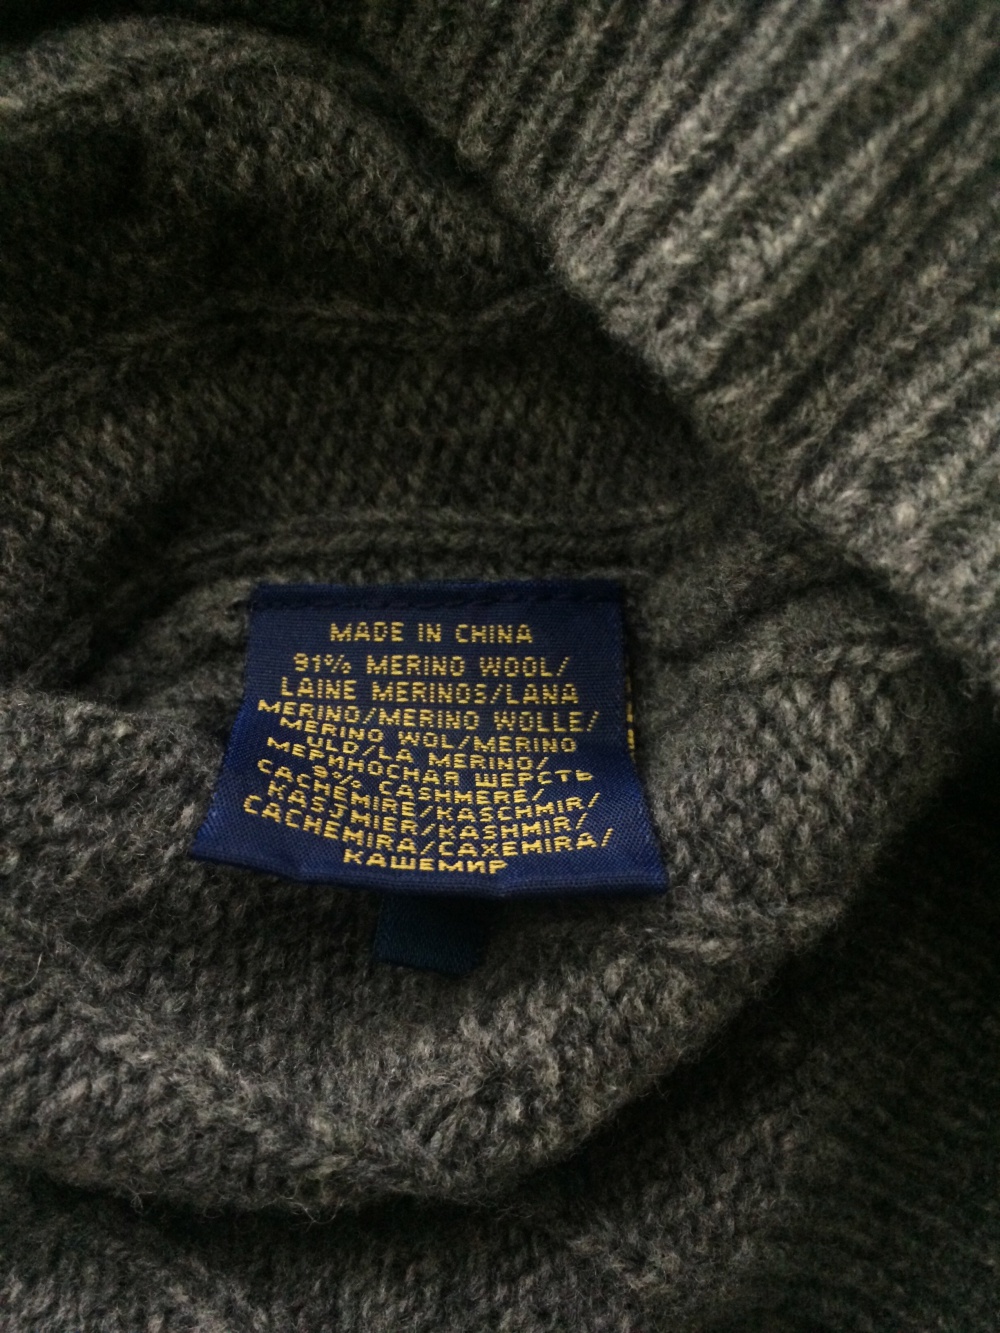 MADE IN CHINA
91% MERINO WOOL/
LAINE MERINOS/LANA
MERINO/MERINO WOLLE/
MERINO WOL/MERINO
ULD/LA MERINO/
МЕРИНОСНАЯ ШЕРСТЬ
9% CASHMERE/
CACHEMIRE/KASCHMIR/
KASJMIER/KASHMIR/
CACHEMIRA/CAXEMIRA/
КАШЕМИР